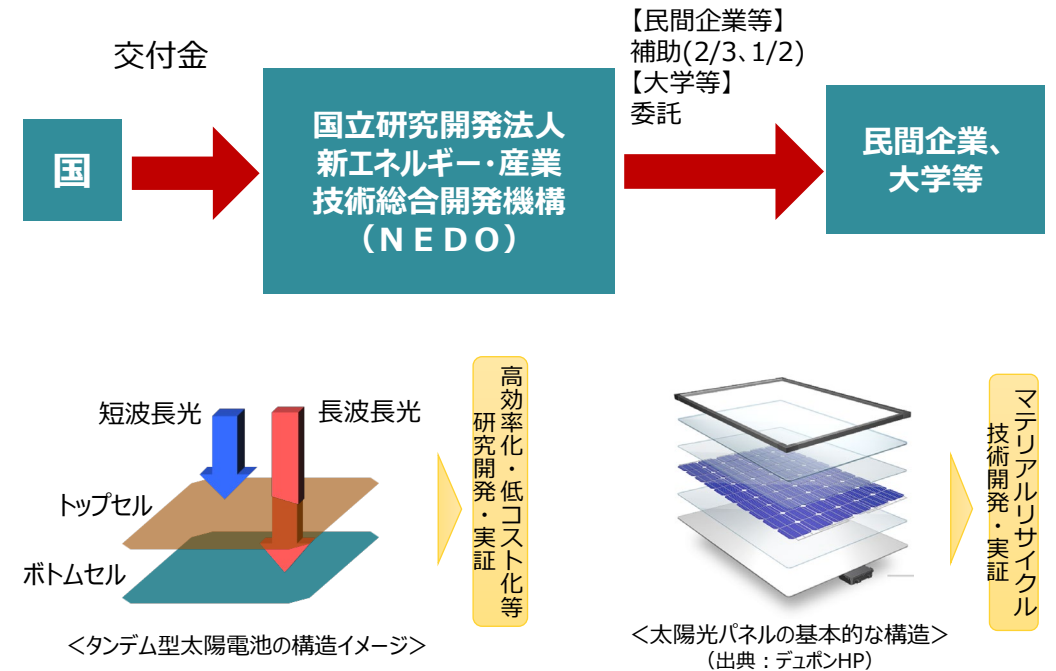 交付金
【民間企業等】
補助(2/3、1/2)
【大学等】
委託
国
国立研究開発法人
新エネルギー・産業
技術総合開発機構
（ＮＥＤＯ）
民間企業、
大学等
短波長光
長波長光
トップセル
ボトムセル
高効率化・低コスト化等
研究開発・実証
＜タンデム型太陽電池の構造イメージ＞
マテリアルリサイクル
技術開発・実証
＜太陽光パネルの基本的な構造＞
（出典：デュポンHP）